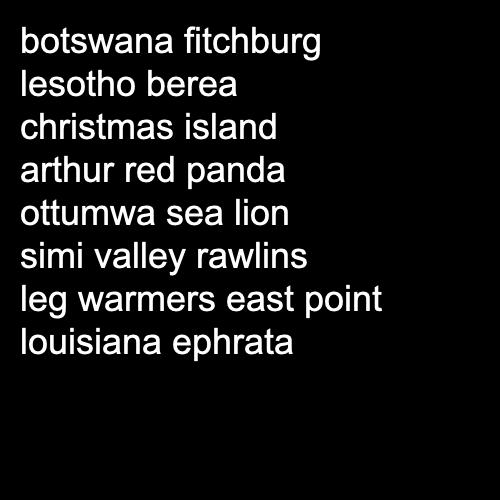 botswana fitchburg
lesotho berea
christmas island
arthur red panda
ottumwa sea lion
simi valley rawlins
leg warmers east point
louisiana ephrata